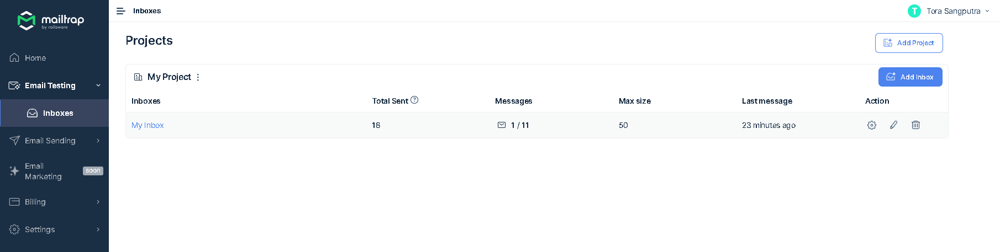 mailtrap
by railsware
Inboxes
T Tora Sangputra
Home
Email Testing
Inboxes
Email Sending
Email
Marketing
soon
Billing
Settings
Projects
Add Project
My Project
Add Inbox
Inboxes Total Sent ? Messages Max size Last message Action
My Inbox 18 1 / 11 50 23 minutes ago